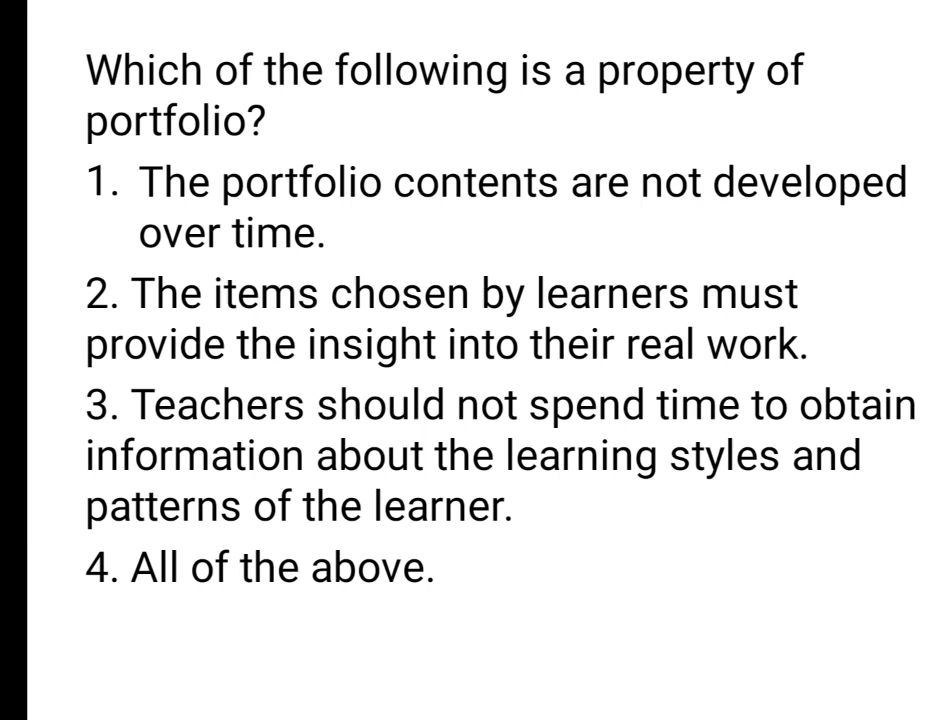 Which of the following is a property of
portfolio?
1. The portfolio contents are not developed
over time.
2. The items chosen by learners must
provide the insight into their real work.
3. Teachers should not spend time to obtain
information about the learning styles and
patterns of the learner.
4. All of the above.